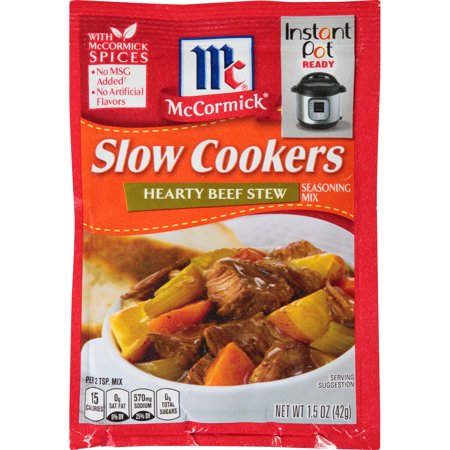 WITH
McCORMICK
SPICES
• No MSG
Added†
• No Artificial
Flavors
Mc
McCormick®
Instant
Pot
READY
Slow Cookers
HEARTY BEEF STEW
SEASONING
MIX
SERVING
SUGGESTION
PER 2 TSP. MIX
15
CALORIES
0g
SAT FAT
0% DV
570mg
SODIUM
25% DV
0g
TOTAL
SUGARS
NET WT 1.5 OZ (42g)